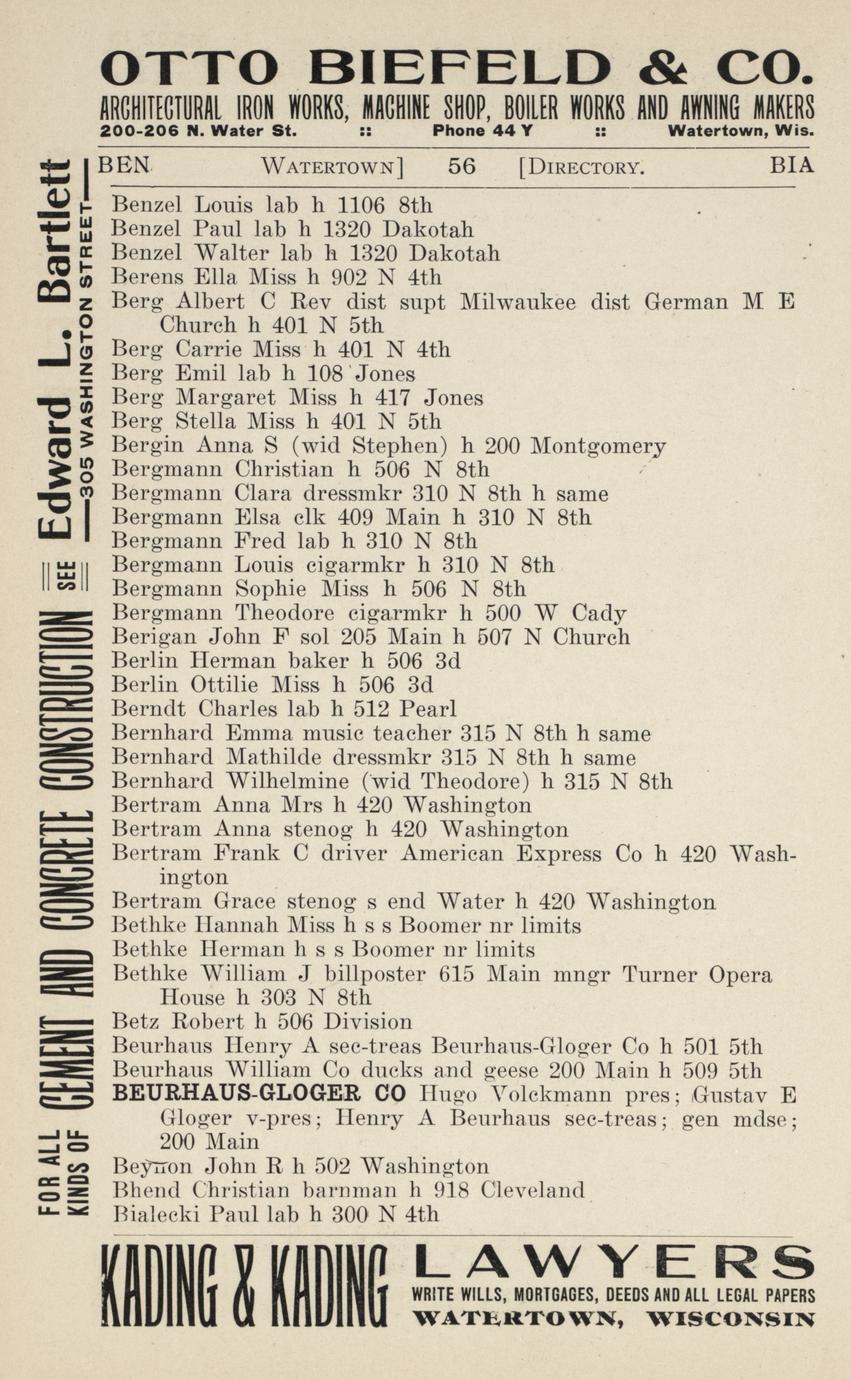 OTTO BIEFELD & CO.
ARCHITECTURAL IRON WORKS, MACHINE SHOP, BOILER WORKS AND AWNING MAKERS
200-206 N. Water St. :: Phone 44 Y :: Watertown, Wis.
BEN WATERTOWN] 56 [DIRECTORY. BIA
Benzel Louis lab h 1106 8th
Benzel Paul lab h 1320 Dakotah
Benzel Walter lab h 1320 Dakotah
Berens Ella Miss h 902 N 4th
Berg Albert C Rev dist supt Milwaukee dist German M E
Church h 401 N 5th
Berg Carrie Miss h 401 N 4th
Berg Emil lab h 108 Jones
Berg Margaret Miss h 417 Jones
Berg Stella Miss h 401 N 5th
Bergin Anna S (wid Stephen) h 200 Montgomery
Bergmann Christian h 506 N 8th
Bergmann Clara dressmkr 310 N 8th h same
Bergmann Elsa clk 409 Main h 310 N 8th
Bergmann Fred lab h 310 N 8th
Bergmann Louis cigarmkr h 310 N 8th
Bergmann Sophie Miss h 506 N 8th
Bergmann Theodore cigarmkr h 500 W Cady
Berigan John F sol 205 Main h 507 N Church
Berlin Herman baker h 506 3d
Berlin Ottilie Miss h 506 3d
Berndt Charles lab h 512 Pearl
Bernhard Emma music teacher 315 N 8th h same
Bernhard Mathilde dressmkr 315 N 8th h same
Bernhard Wilhelmine (wid Theodore) h 315 N 8th
Bertram Anna Mrs h 420 Washington
Bertram Anna stenog h 420 Washington
Bertram Frank C driver American Express Co h 420 Wash-
ington
Bertram Grace stenog s end Water h 420 Washington
Bethke Hannah Miss h s s Boomer nr limits
Bethke Herman h s s Boomer nr limits
Bethke William J billposter 615 Main mngr Turner Opera
House h 303 N 8th
Betz Robert h 506 Division
Beurhaus Henry A sec-treas Beurhaus-Gloger Co h 501 5th
Beurhaus William Co ducks and geese 200 Main h 509 5th
BEURHAUS-GLOGER CO Hugo Volckmann pres; Gustav E
Gloger v-pres; Henry A Beurhaus sec-treas; gen mdse;
200 Main
John R h 502 Washington
Bhend Christian barnman h 918 Cleveland
Bialecki Paul lab h 300 N 4th
FOR ALL KINDS OF CEMENT AND CONCRETE CONSTRUCTION SEE Edward L. Bartlett
305 WASHINGTON STREET
KADING & KADING LAWYERS
WRITE WILLS, MORTGAGES, DEEDS AND ALL LEGAL PAPERS
WATERTOWN, WISCONSIN